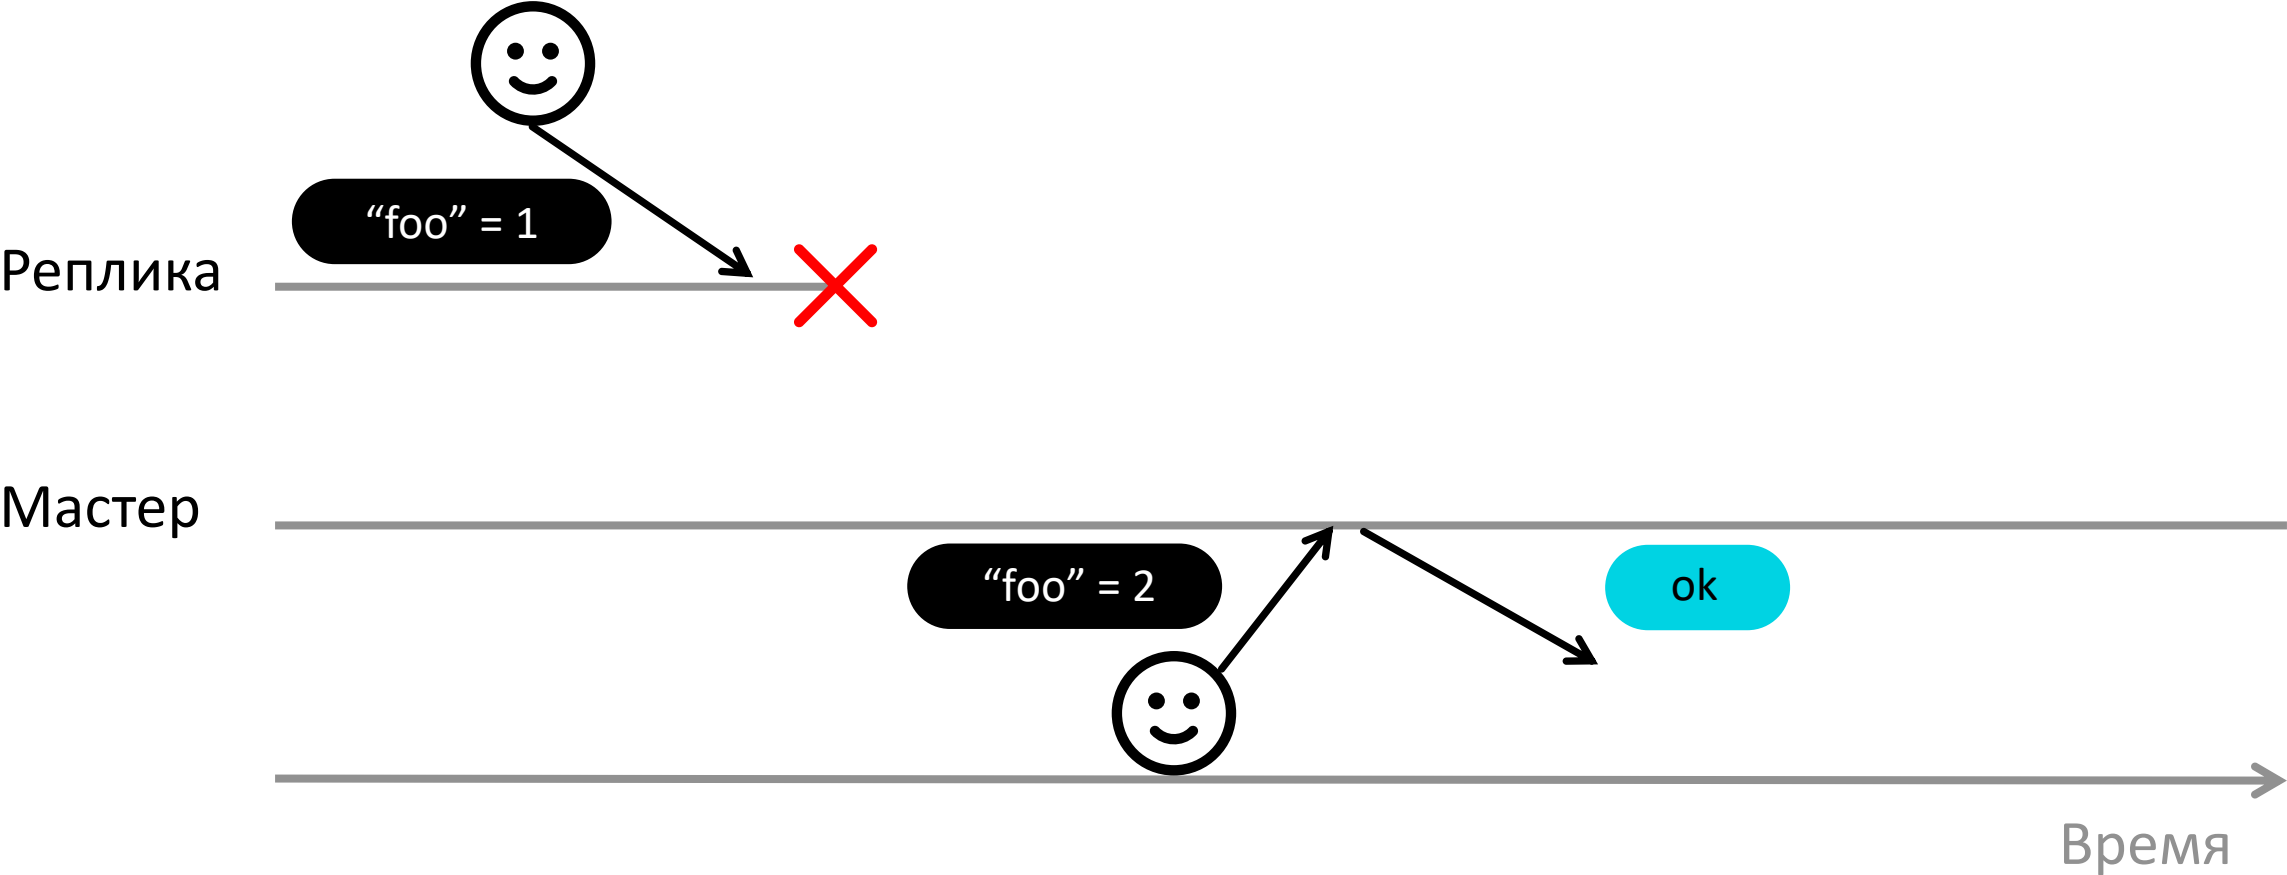 “foo” = 1
Реплика
Мастер
“foo” = 2
ok
Время